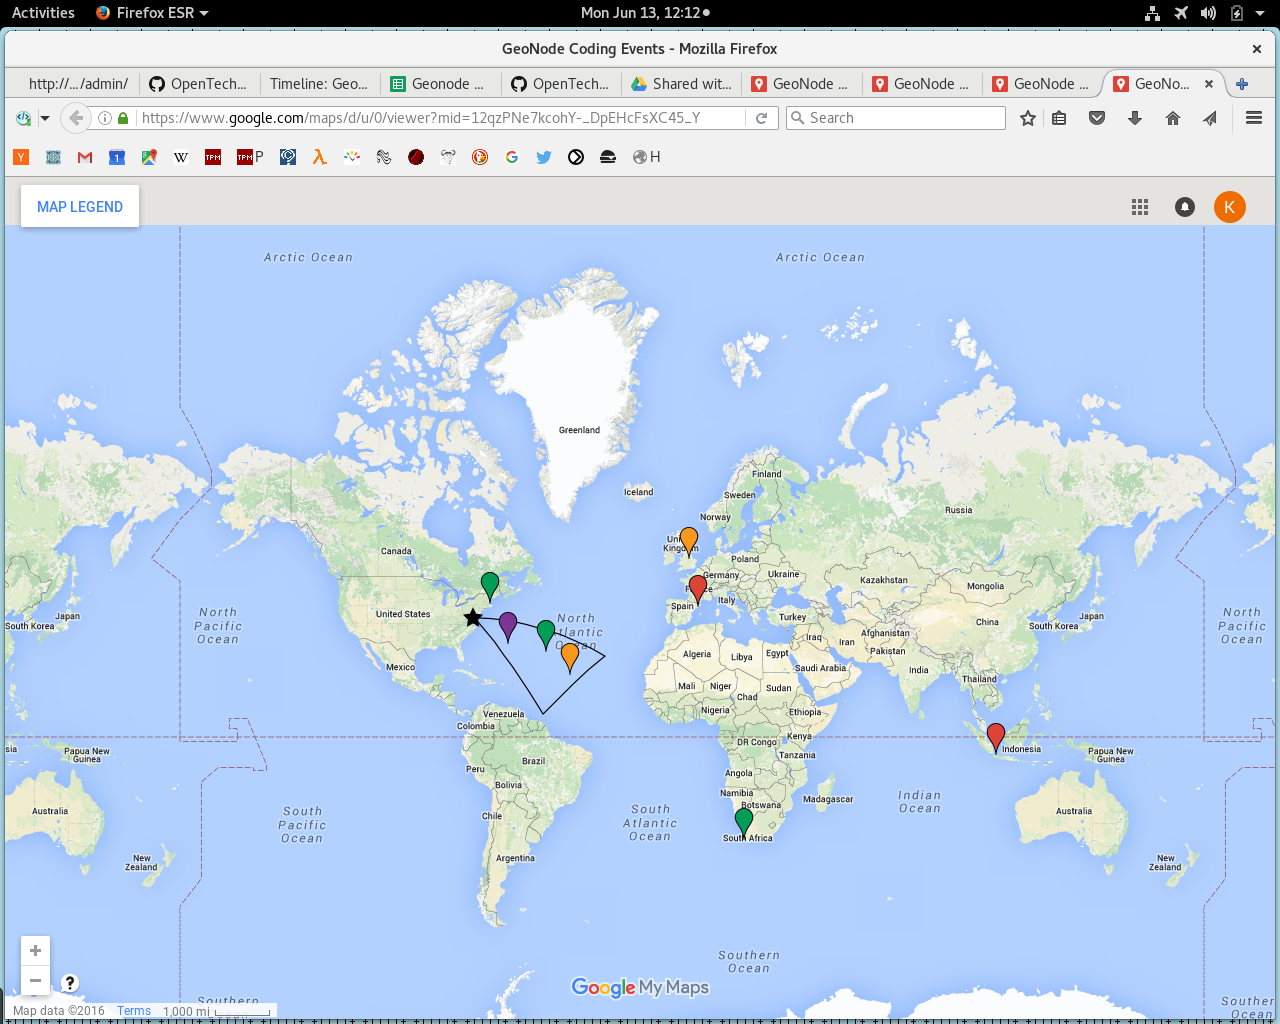 Activities Firefox ESR Mon Jun 13, 12:12
GeoNode Coding Events - Mozilla Firefox ×
http://.../admin/ OpenTech... Timeline: Geo... Geonode ... OpenTech... Shared wit... GeoNode ... GeoNode ... GeoNode ... GeoNo... ×
https://www.google.com/maps/d/u/0/viewer?mid=12qzPNe7kcohY-_DpEHcFsXC45_Y Search
Y 1 W TPM TPM P G H
MAP LEGEND K
Arctic Ocean Arctic Ocean
Greenland
Finland
Iceland Sweden
Russia
Norway
Canada Kingdom Poland
Germany Ukraine Kazakhstan
Mongolia
Japan United States Spain Italy Turkey China Japan
South Korea South Korea
North
Pacific
Ocean
North
Pacific
Ocean
North
Iraq Iran Afghanistan
Pakistan
Mexico Algeria Libya Egypt Saudi Arabia India
Thailand
Mali Niger Chad Sudan
Nigeria Ethiopia
Venezuela
Colombia
DR Congo Kenya
Tanzania
Papua New
Guinea
Indonesia Papua New
Guinea
Peru Brazil
Bolivia
Angola
Namibia
Botswana Madagascar
Indian
Ocean
Australia
South
Pacific
Ocean
Chile
South
Atlantic
Ocean
South Africa
Australia
New
Zealand
Argentina
New
Zealand
Southern
Ocean
+
−
?
Google My Maps
Southern
Southern
Ocean
Map data ©2016 Terms 1,000 mi